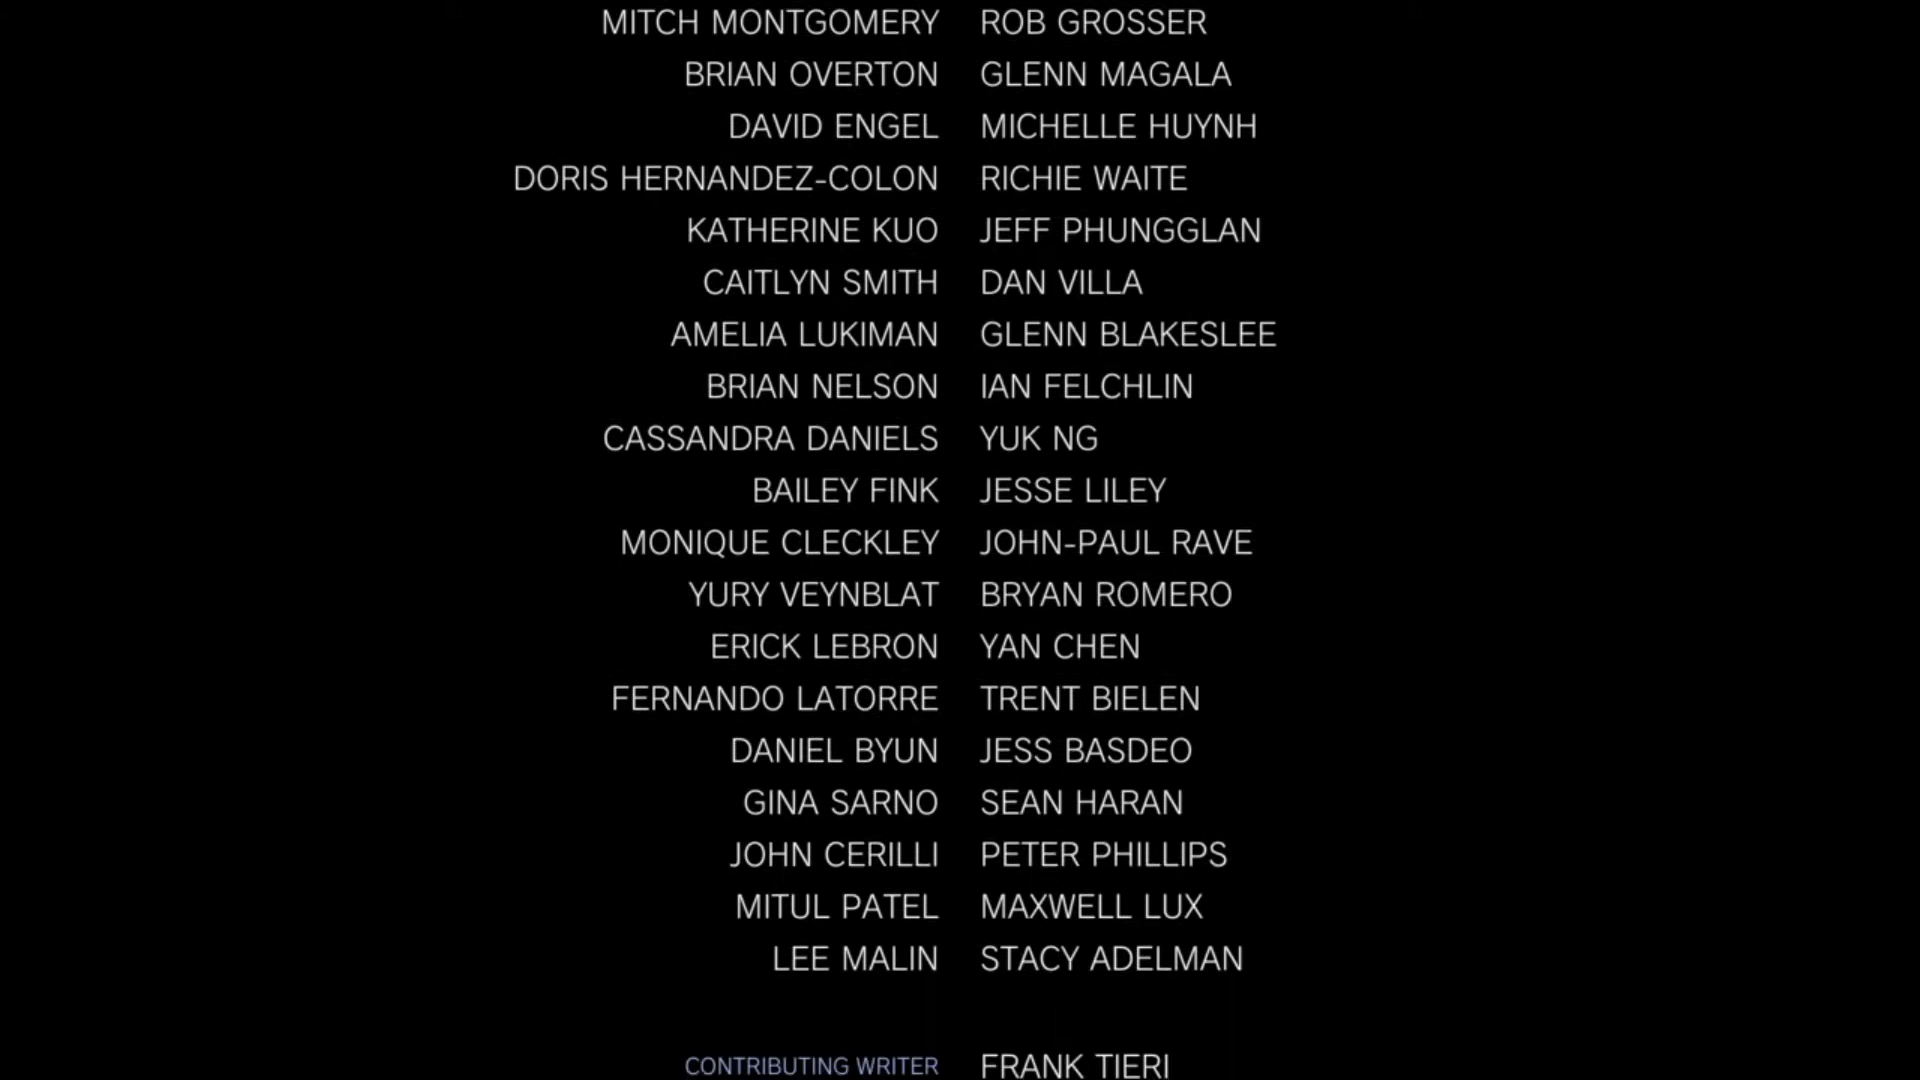 MITCH MONTGOMERY ROB GROSSER
BRIAN OVERTON GLENN MAGALA
DAVID ENGEL MICHELLE HUYNH
DORIS HERNANDEZ-COLON RICHIE WAITE
KATHERINE KUO JEFF PHUNGGLAN
CAITLYN SMITH DAN VILLA
AMELIA LUKIMAN GLENN BLAKESLEE
BRIAN NELSON IAN FELCHLIN
CASSANDRA DANIELS YUK NG
BAILEY FINK JESSE LILEY
MONIQUE CLECKLEY JOHN-PAUL RAVE
YURY VEYNBLAT BRYAN ROMERO
ERICK LEBRON YAN CHEN
FERNANDO LATORRE TRENT BIELEN
DANIEL BYUN JESS BASDEO
GINA SARNO SEAN HARAN
JOHN CERILLI PETER PHILLIPS
MITUL PATEL MAXWELL LUX
LEE MALIN STACY ADELMAN
CONTRIBUTING WRITER FRANK TIERI